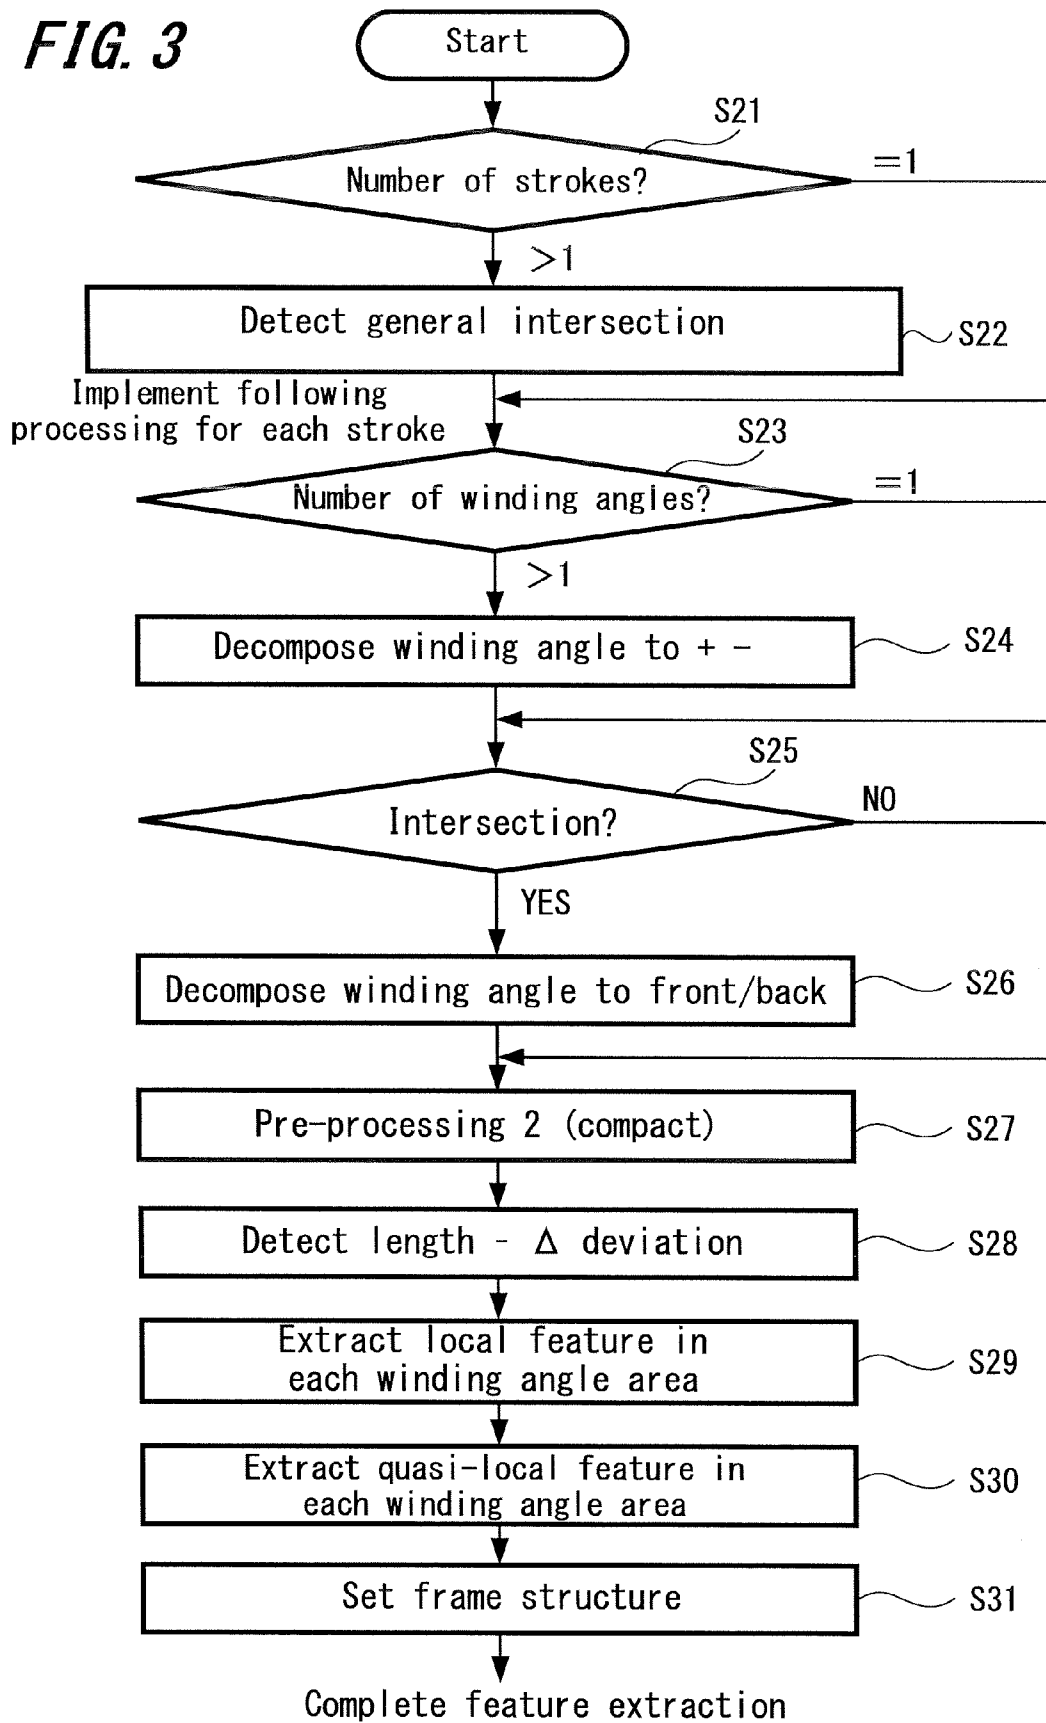 FIG. 3
Start
S21
Number of strokes?
=1
>1
Detect general intersection
S22
Implement following
processing for each stroke
S23
Number of winding angles?
=1
>1
Decompose winding angle to + -
S24
S25
Intersection?
NO
YES
Decompose winding angle to front/back
S26
Pre-processing 2 (compact)
S27
Detect length - Δ deviation
S28
Extract local feature in
each winding angle area
S29
Extract quasi-local feature in
each winding angle area
S30
Set frame structure
S31
Complete feature extraction